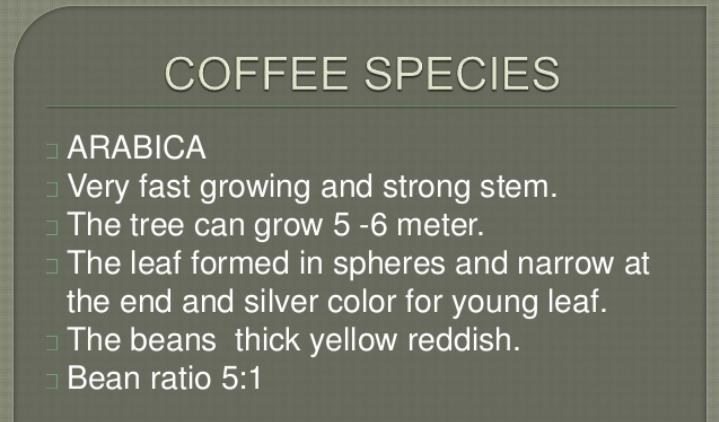 COFFEE SPECIES
ARABICA
Very fast growing and strong stem.
The tree can grow 5 -6 meter.
The leaf formed in spheres and narrow at
the end and silver color for young leaf.
The beans  thick yellow reddish.
Bean ratio 5:1